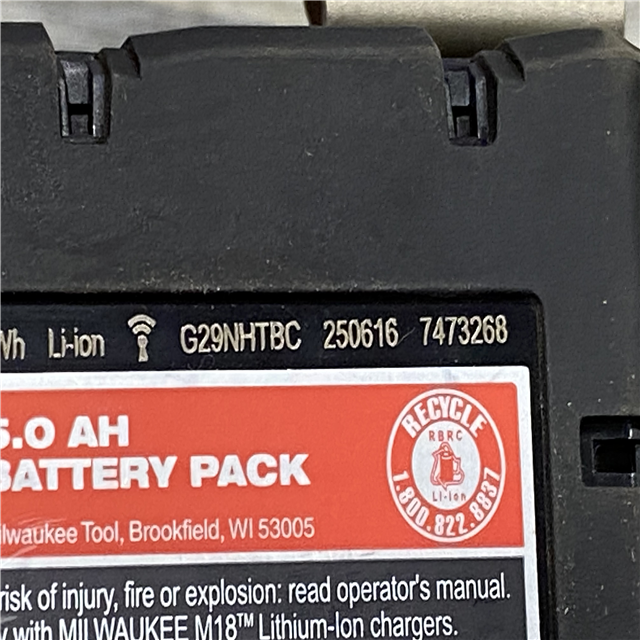 Wh Li-ion G29NHTBC 250616 7473268
5.0 AH
BATTERY PACK
RECYCLE
RBRC
Li-ion
1.800.822.8837
ilwaukee Tool, Brookfield, WI 53005
risk of injury, fire or explosion: read operator's manual.
y with MILWAUKEE M18™ Lithium-Ion chargers.